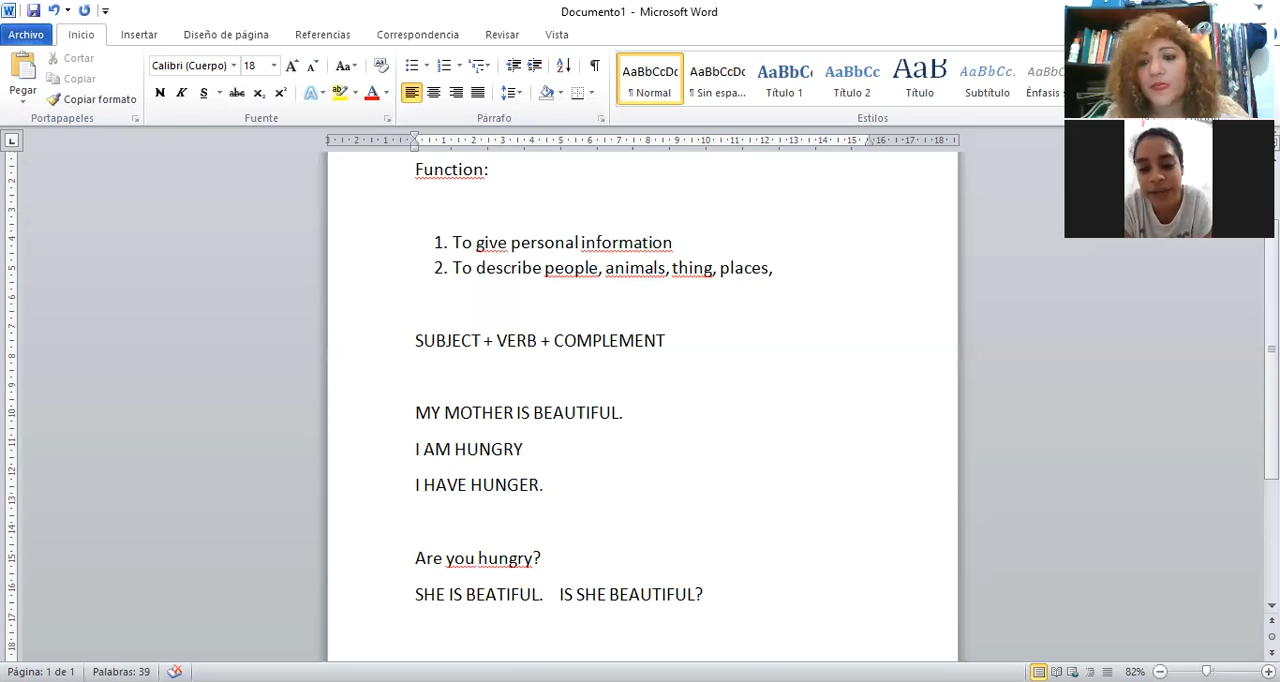 Documento1 - Microsoft Word
Archivo Inicio Insertar Diseño de página Referencias Correspondencia Revisar Vista
Pegar
Cortar
Copiar
Copiar formato
Calibri (Cuerpo) 18
AaBbCcDc AaBbCcDc AaBbC( AaBbCc AaB AaBbCc. AaBbCc
¶ Normal ¶ Sin espa... Título 1 Título 2 Título Subtítulo Énfasis
Portapapeles Fuente Párrafo Estilos
Function:
1. To give personal information
2. To describe people, animals, thing, places,
SUBJECT + VERB + COMPLEMENT
MY MOTHER IS BEAUTIFUL.
I AM HUNGRY
I HAVE HUNGER.
Are you hungry?
SHE IS BEATIFUL. IS SHE BEAUTIFUL?
Página: 1 de 1 Palabras: 39 82%